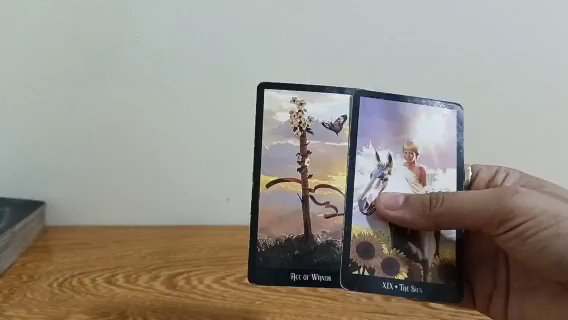 Ace of Wands
XIX • The Sun